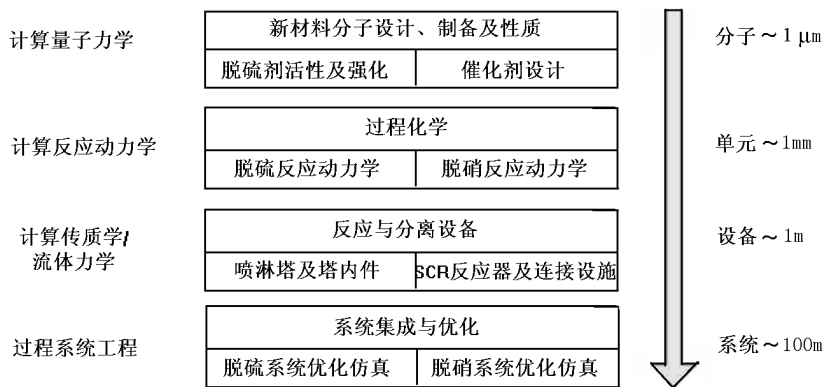 计算量子力学
新材料分子设计、制备及性质
脱硫剂活性及强化
催化剂设计
分子～1 μm
计算反应动力学
过程化学
脱硫反应动力学
脱硝反应动力学
单元～1mm
计算传质学/
流体力学
反应与分离设备
喷淋塔及塔内件
SCR反应器及连接设施
设备～1m
过程系统工程
系统集成与优化
脱硫系统优化仿真
脱硝系统优化仿真
系统～100m